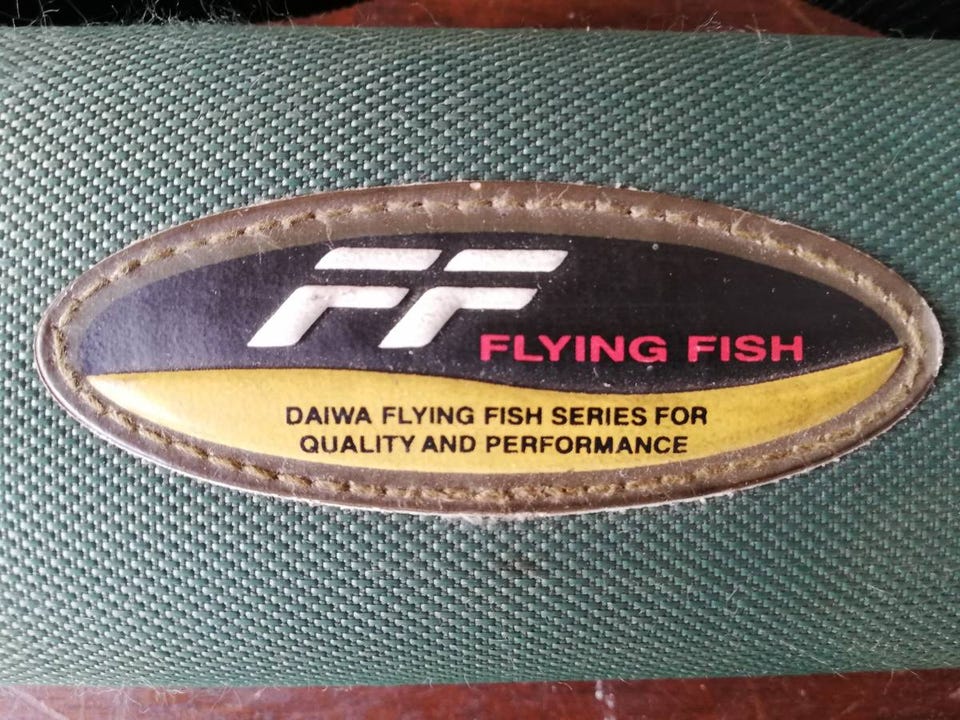 FF
FLYING FISH
DAIWA FLYING FISH SERIES FOR
QUALITY AND PERFORMANCE